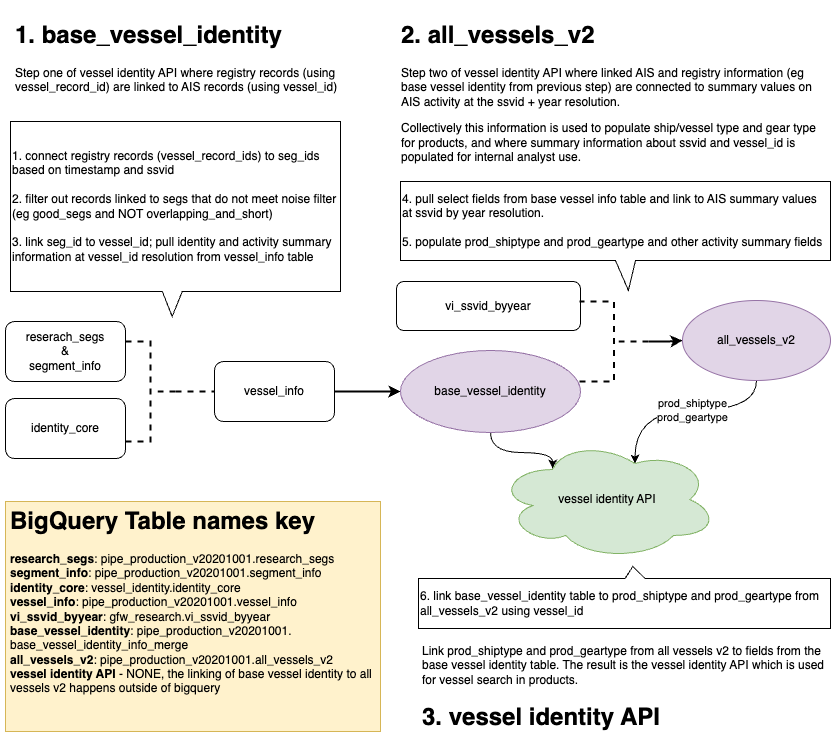 1. base_vessel_identity
Step one of vessel identity API where registry records (using
vessel_record_id) are linked to AIS records (using vessel_id)
1. connect registry records (vessel_record_ids) to seg_ids
based on timestamp and ssvid
2. filter out records linked to segs that do not meet noise filter
(eg good_segs and NOT overlapping_and_short)
3. link seg_id to vessel_id; pull identity and activity summary
information at vessel_id resolution from vessel_info table
2. all_vessels_v2
Step two of vessel identity API where linked AIS and registry information (eg
base vessel identity from previous step) are connected to summary values on
AIS activity at the ssvid + year resolution.
Collectively this information is used to populate ship/vessel type and gear type
for products, and where summary information about ssvid and vessel_id is
populated for internal analyst use.
4. pull select fields from base vessel info table and link to AIS summary values
at ssvid by year resolution.
5. populate prod_shiptype and prod_geartype and other activity summary fields
reserach_segs
&
segment_info
identity_core
vessel_info
vi_ssvid_byyear
base_vessel_identity
all_vessels_v2
prod_shiptype
prod_geartype
vessel identity API
BigQuery Table names key
research_segs: pipe_production_v20201001.research_segs
segment_info: pipe_production_v20201001.segment_info
identity_core: vessel_identity.identity_core
vessel_info: pipe_production_v20201001.vessel_info
vi_ssvid_byyear: gfw_research.vi_ssvid_byyear
base_vessel_identity: pipe_production_v20201001.
base_vessel_identity_info_merge
all_vessels_v2: pipe_production_v20201001.all_vessels_v2
vessel identity API - NONE, the linking of base vessel identity to all
vessels v2 happens outside of bigquery
6. link base_vessel_identity table to prod_shiptype and prod_geartype from
all_vessels_v2 using vessel_id
Link prod_shiptype and prod_geartype from all vessels v2 to fields from the
base vessel identity table. The result is the vessel identity API which is used
for vessel search in products.
3. vessel identity API